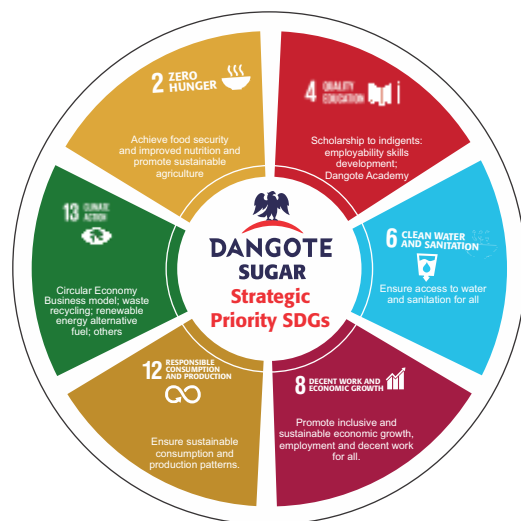 2 ZERO
HUNGER
Achieve food security
and improved nutrition and
promote sustainable
agriculture
4 QUALITY
EDUCATION
Scholarship to indigents:
employability skills
development;
Dangote Academy
6 CLEAN WATER
AND SANITATION
Ensure access to water
and sanitation for all
8 DECENT WORK AND
ECONOMIC GROWTH
Promote inclusive and
sustainable economic growth,
employment and decent work
for all.
12 RESPONSIBLE
CONSUMPTION
AND PRODUCTION
Ensure sustainable
consumption and
production patterns.
13 CLIMATE
ACTION
Circular Economy
Business model; waste
recycling; renewable
energy alternative
fuel; others
DANGOTE
SUGAR
Strategic
Priority SDGs